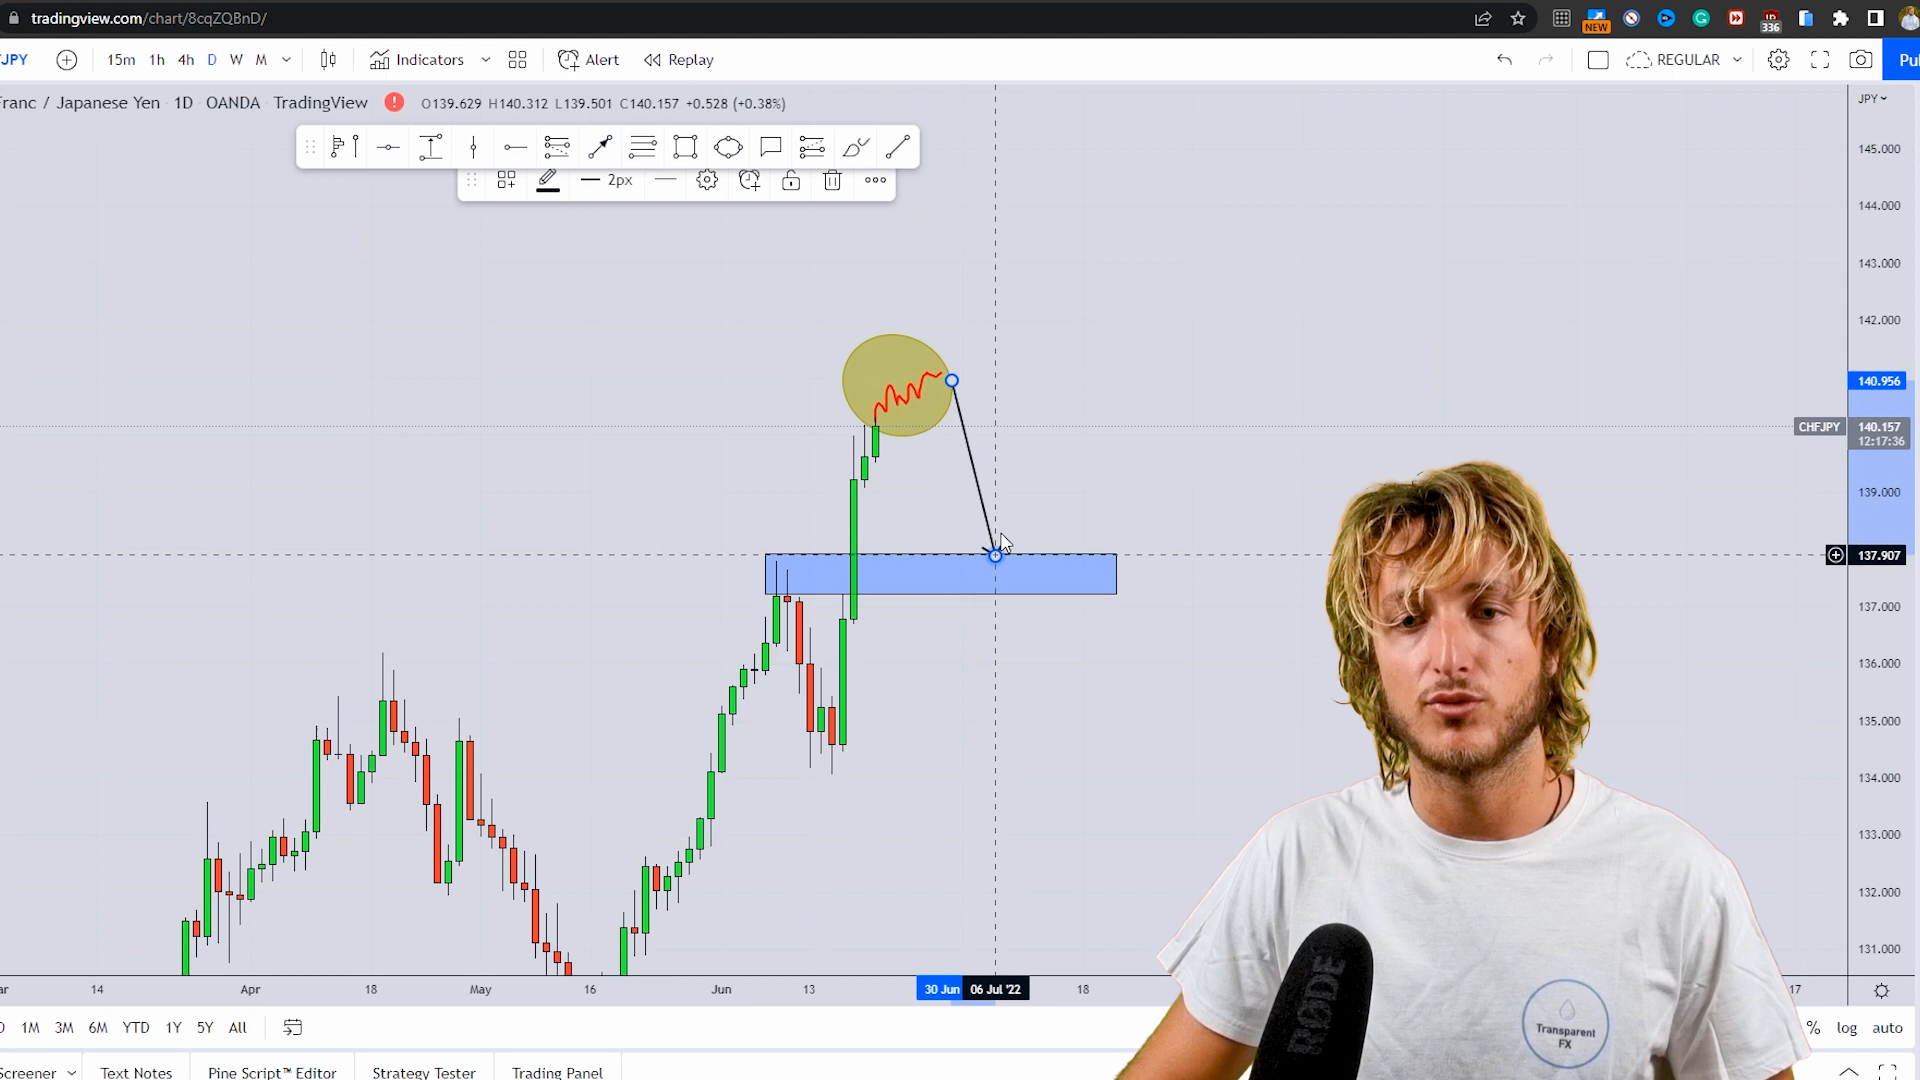 tradingview.com/chart/8cqZQBnD/
NEW
336
JPY
15m 1h 4h D W M
Indicators
Alert
Replay
REGULAR
Franc / Japanese Yen 1D OANDA TradingView
O139.629 H140.312 L139.501 C140.157 +0.528 (+0.38%)
JPY
2px
145.000
144.000
143.000
142.000
140.956
CHFJPY 140.157
12:17:36
139.000
137.907
137.000
136.000
135.000
134.000
133.000
132.000
131.000
14 Apr 18 May 16 Jun 13 30 Jun 06 Jul '22 18 17
1M 3M 6M YTD 1Y 5Y All
% log auto
Screener Text Notes Pine Script™ Editor Strategy Tester Trading Panel
RØDE
Transparent
FX